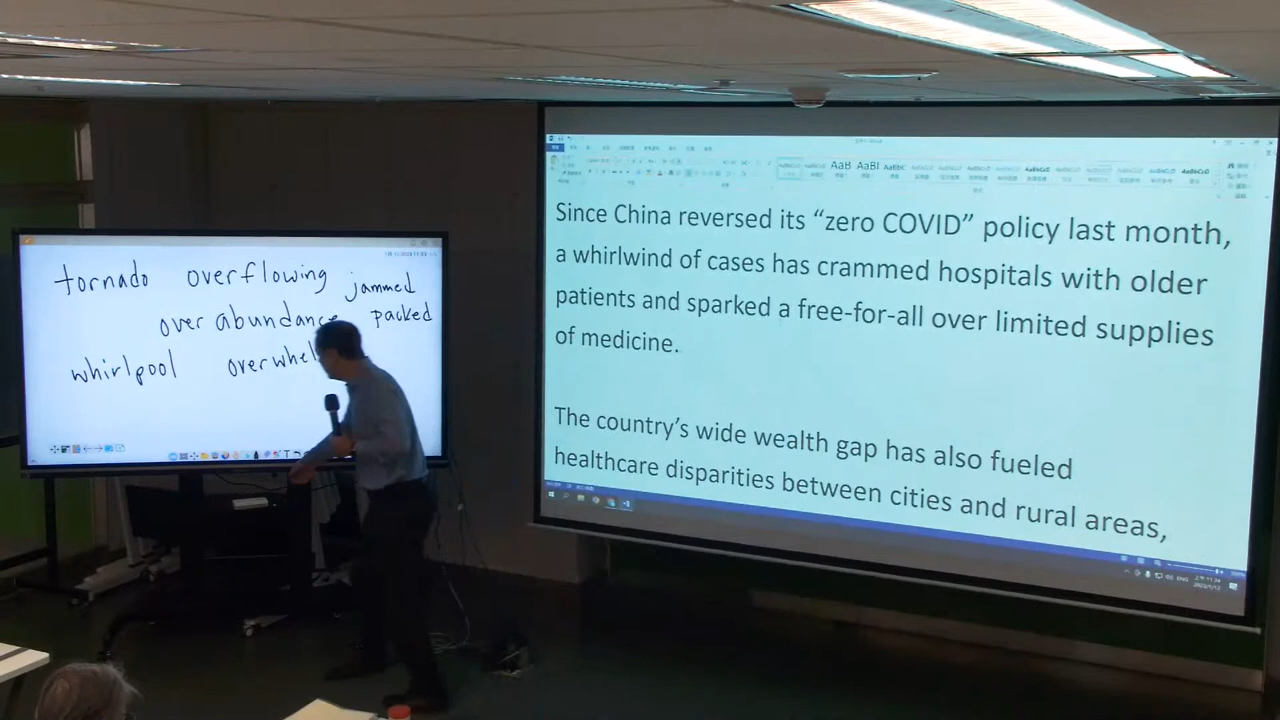 tornado overflowing jammed
over abundance packed
whirlpool
Since China reversed its “zero COVID” policy last month,
a whirlwind of cases has crammed hospitals with older
patients and sparked a free-for-all over limited supplies
of medicine.
The country’s wide wealth gap has also fueled
healthcare disparities between cities and rural areas,